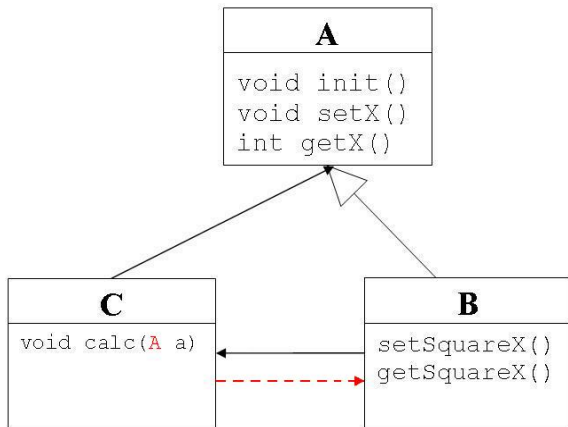 A
void init()
void setX()
int getX()
C
void calc(A a)
B
setSquareX()
getSquareX()